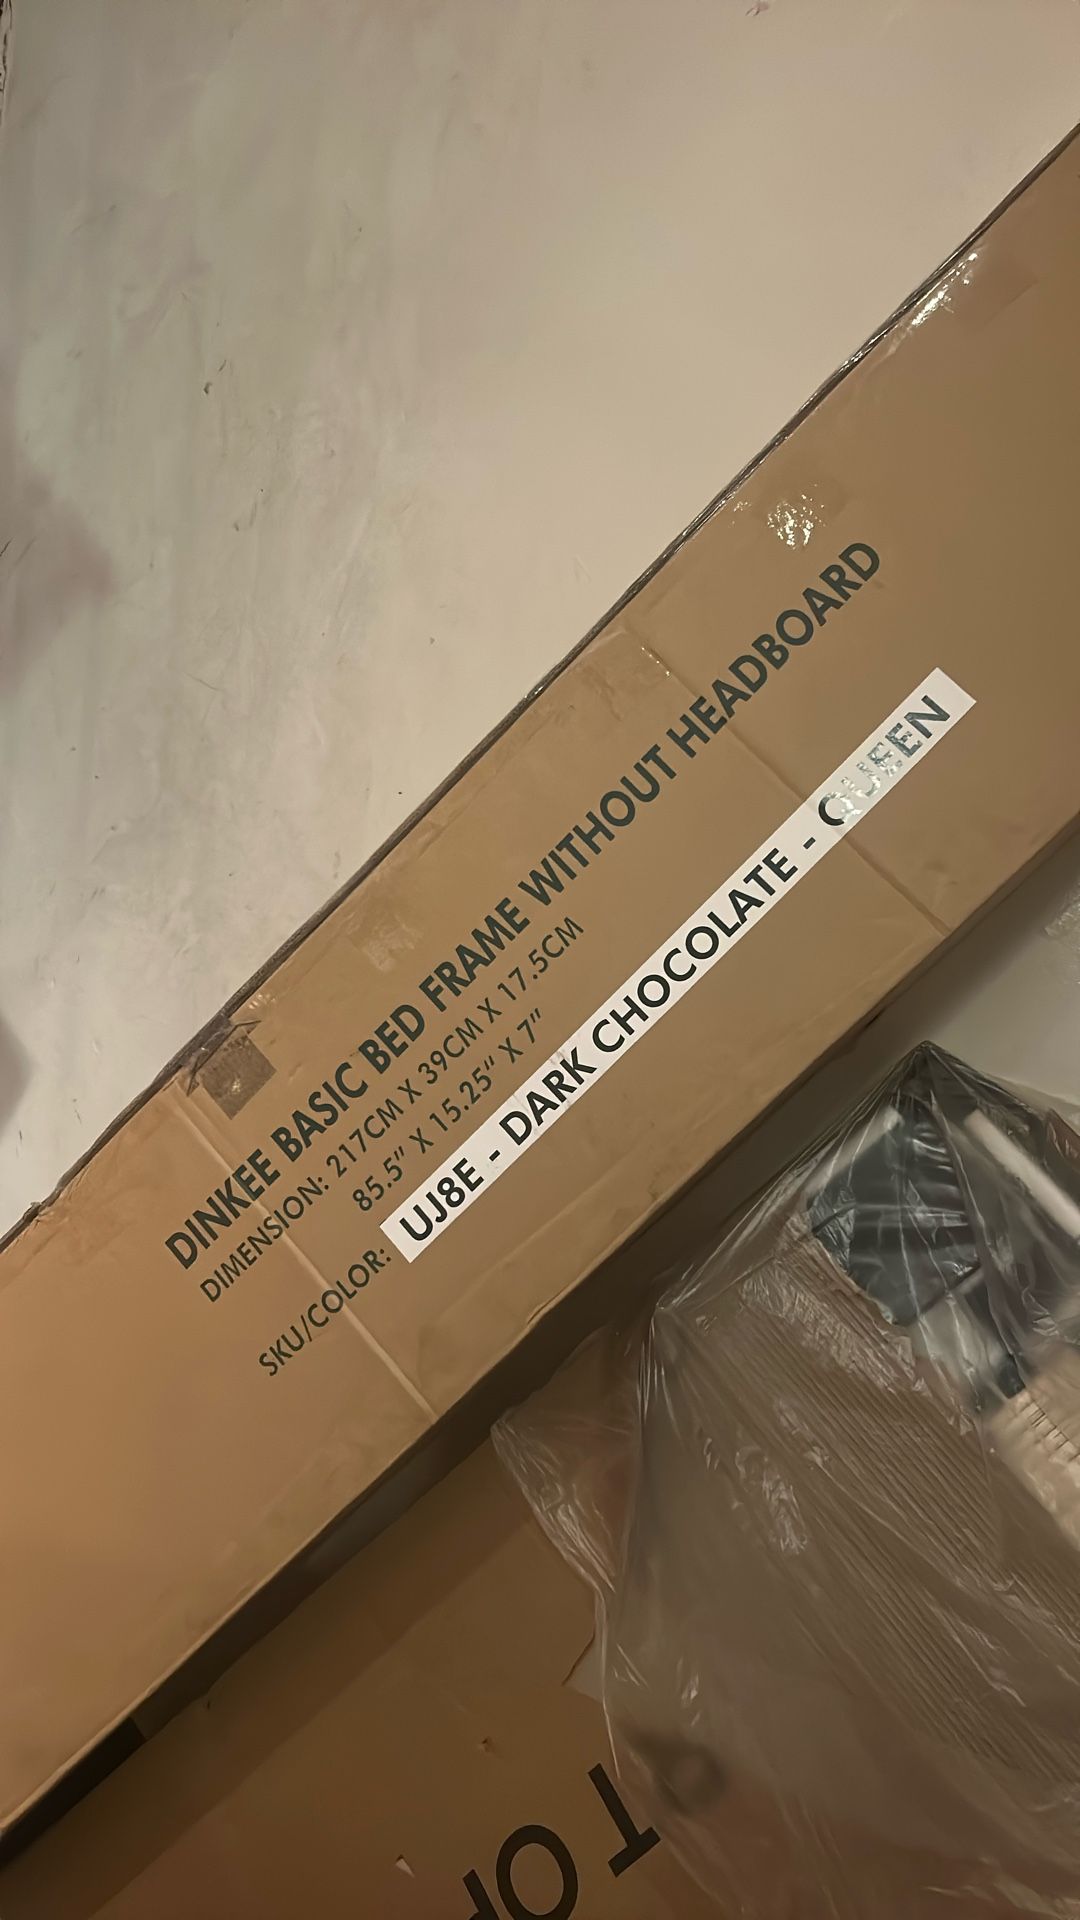 DINKEE BASIC BED FRAME WITHOUT HEADBOARD
DIMENSION: 217CM X 39CM X 17.5CM
85.5" X 15.25" X 7"
SKU/COLOR: UJ8E - DARK CHOCOLATE - QUEEN
TOP